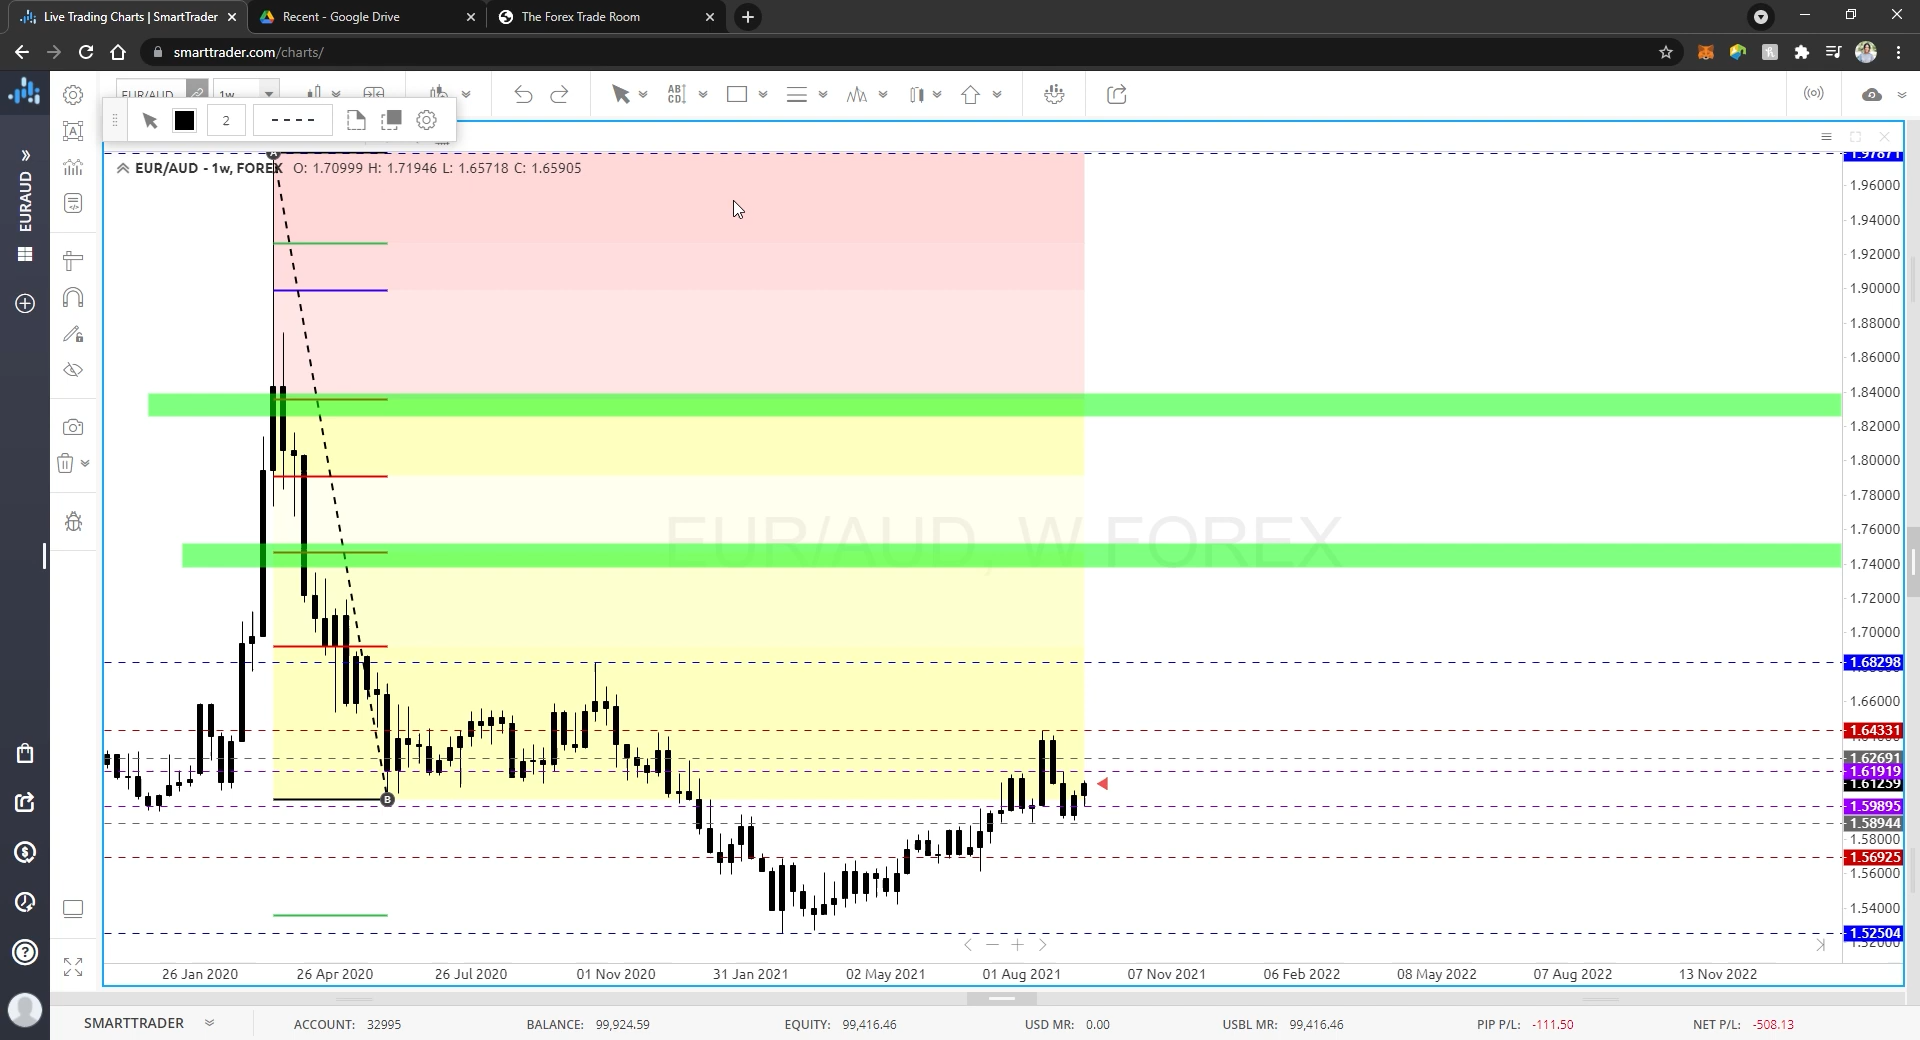 Live Trading Charts | SmartTrader
Recent - Google Drive
The Forex Trade Room
smarttrader.com/charts/
EUR/AUD
1w
AB
CD
2
EURAUD
EUR/AUD - 1w, FOREX O: 1.70999 H: 1.71946 L: 1.65718 C: 1.65905
A
B
EUR/AUD, W FOREX
1.97871
1.96000
1.94000
1.92000
1.90000
1.88000
1.86000
1.84000
1.82000
1.80000
1.78000
1.76000
1.74000
1.72000
1.70000
1.68298
1.66000
1.64331
1.62691
1.61919
1.61259
1.59895
1.58944
1.58000
1.56925
1.56000
1.54000
1.52504
26 Jan 2020 26 Apr 2020 26 Jul 2020 01 Nov 2020 31 Jan 2021 02 May 2021 01 Aug 2021 07 Nov 2021 06 Feb 2022 08 May 2022 07 Aug 2022 13 Nov 2022
SMARTTRADER ACCOUNT: 32995 BALANCE: 99,924.59 EQUITY: 99,416.46 USD MR: 0.00 USBL MR: 99,416.46 PIP P/L: -111.50 NET P/L: -508.13